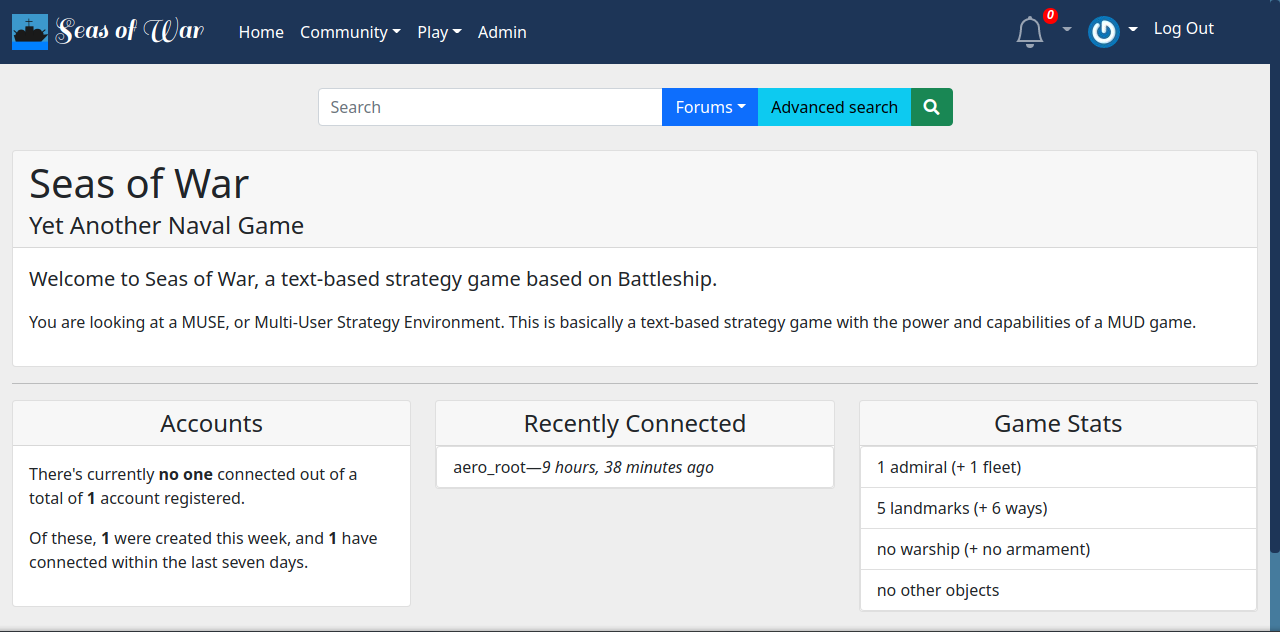 Seas of War Home Community Play Admin 0 Log Out
Search Forums Advanced search
Seas of War
Yet Another Naval Game
Welcome to Seas of War, a text-based strategy game based on Battleship.
You are looking at a MUSE, or Multi-User Strategy Environment. This is basically a text-based strategy game with the power and capabilities of a MUD game.
Accounts
There's currently no one connected out of a
total of 1 account registered.
Of these, 1 were created this week, and 1 have
connected within the last seven days.
Recently Connected
aero_root—9 hours, 38 minutes ago
Game Stats
1 admiral (+ 1 fleet)
5 landmarks (+ 6 ways)
no warship (+ no armament)
no other objects